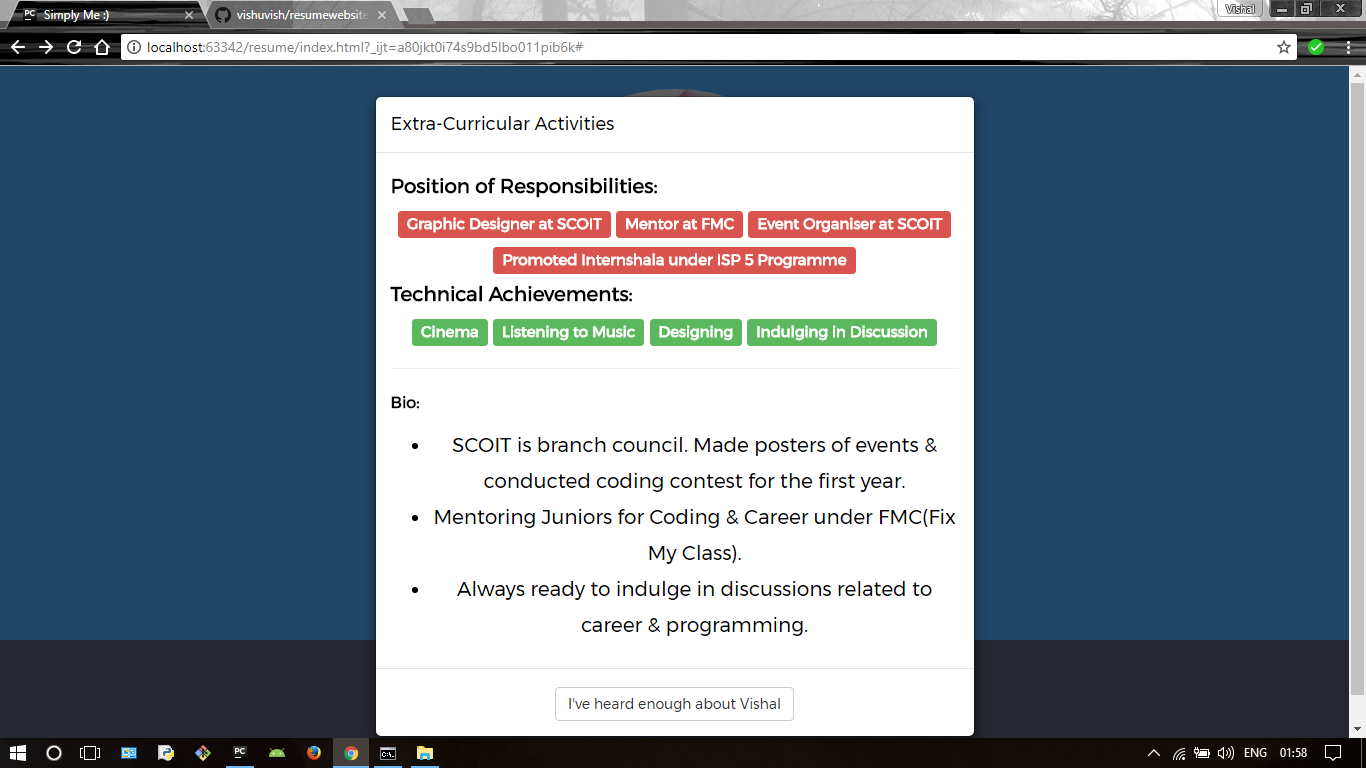 PC Simply Me :)
vishuvish/resumewebsite
Vishal
localhost:63342/resume/index.html?_ijt=a80jkt0i74s9bd5lbo011pib6k#
Extra-Curricular Activities
Position of Responsibilities:
Graphic Designer at SCOIT Mentor at FMC Event Organiser at SCOIT
Promoted Internshala under ISP 5 Programme
Technical Achievements:
Cinema Listening to Music Designing Indulging in Discussion
Bio:
• SCOIT is branch council. Made posters of events &
conducted coding contest for the first year.
• Mentoring Juniors for Coding & Career under FMC(Fix
My Class).
• Always ready to indulge in discussions related to
career & programming.
I've heard enough about Vishal
PC C:\. ENG 01:58